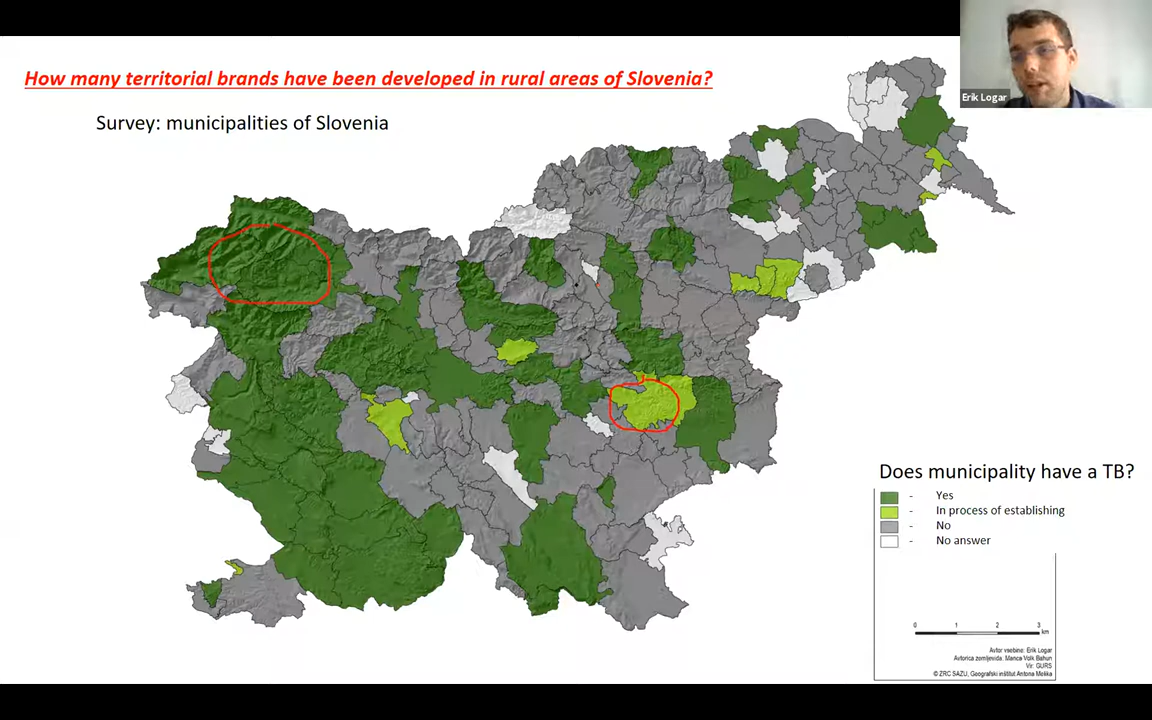 How many territorial brands have been developed in rural areas of Slovenia?
Erik Logar
Survey: municipalities of Slovenia
Does municipality have a TB?
- Yes
- In process of establishing
- No
- No answer
0 1 2 3 km
Avtor vsebine: Erik Logar
Avtorica zemljevida: Manca Volk Bahun
Vir: GURS
© ZRC SAZU, Geografski inštitut Antona Melika